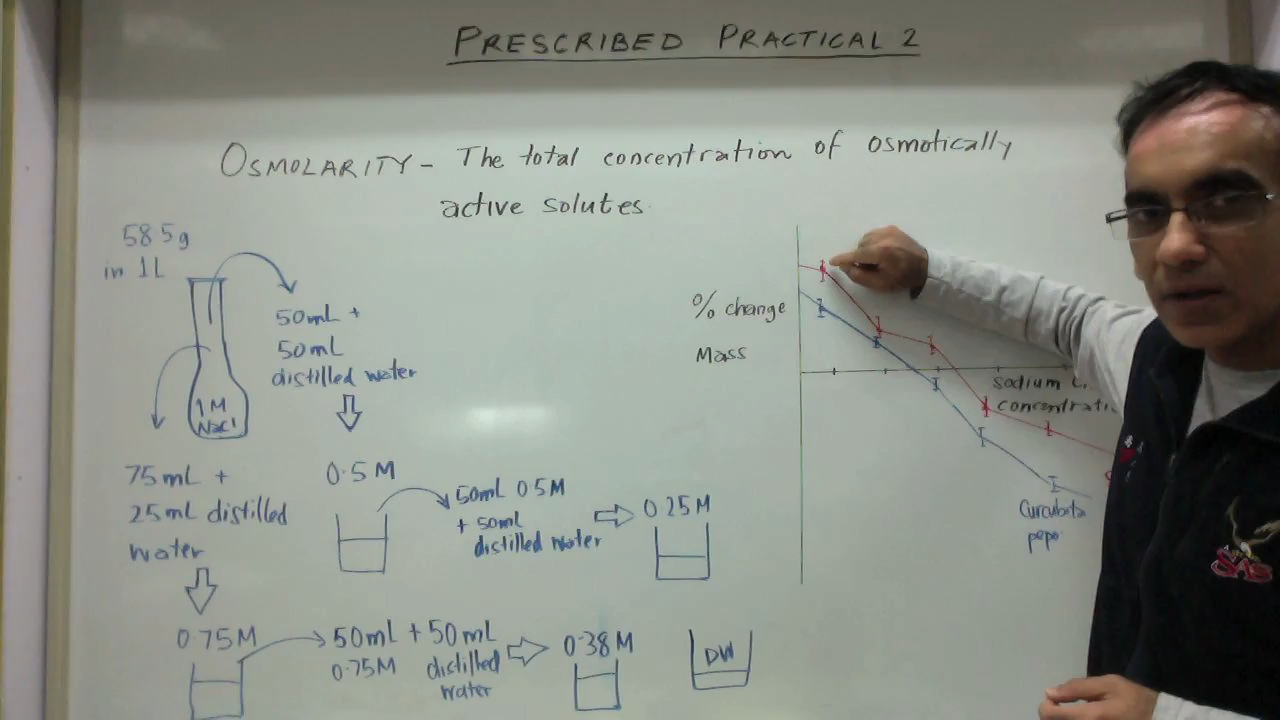 PRESCRIBED PRACTICAL 2
OSMOLARITY - The total concentration of osmotically
active solutes.
58.5g
in 1L
1M
NaCl
50mL +
50mL
distilled water
0.5M
75mL +
25mL distilled
water
50mL 0.5M
+ 50mL
distilled water
0.25M
0.75M
50mL + 50mL
0.75M distilled
water
0.38M
DW
% change
Mass
sodium
Curcubita
pepo
SAS